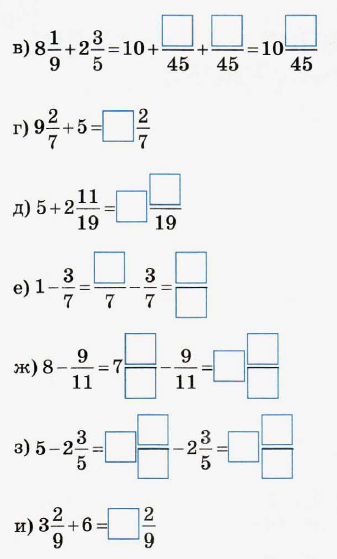 в) 8 1/9 + 2 3/5 = 10 + □/45 + □/45 = 10 □/45
г) 9 2/7 + 5 = □ 2/7
д) 5 + 2 11/19 = □ □/19
е) 1 − 3/7 = □/7 − 3/7 = □/□
ж) 8 − 9/11 = 7 □/□ − 9/11 = □ □/□
з) 5 − 2 3/5 = □ □/□ − 2 3/5 = □ □/□
и) 3 2/9 + 6 = □ 2/9